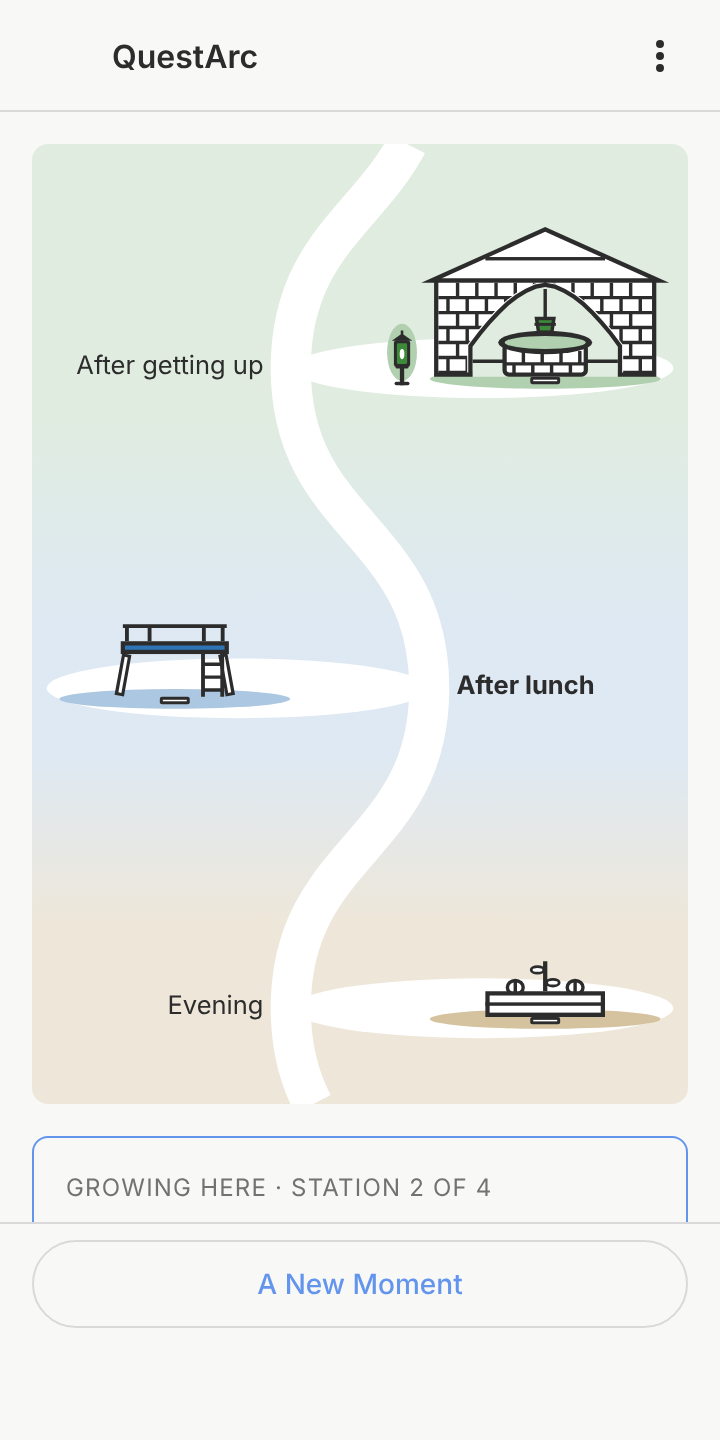 QuestArc
After getting up
After lunch
Evening
GROWING HERE · STATION 2 OF 4
A New Moment